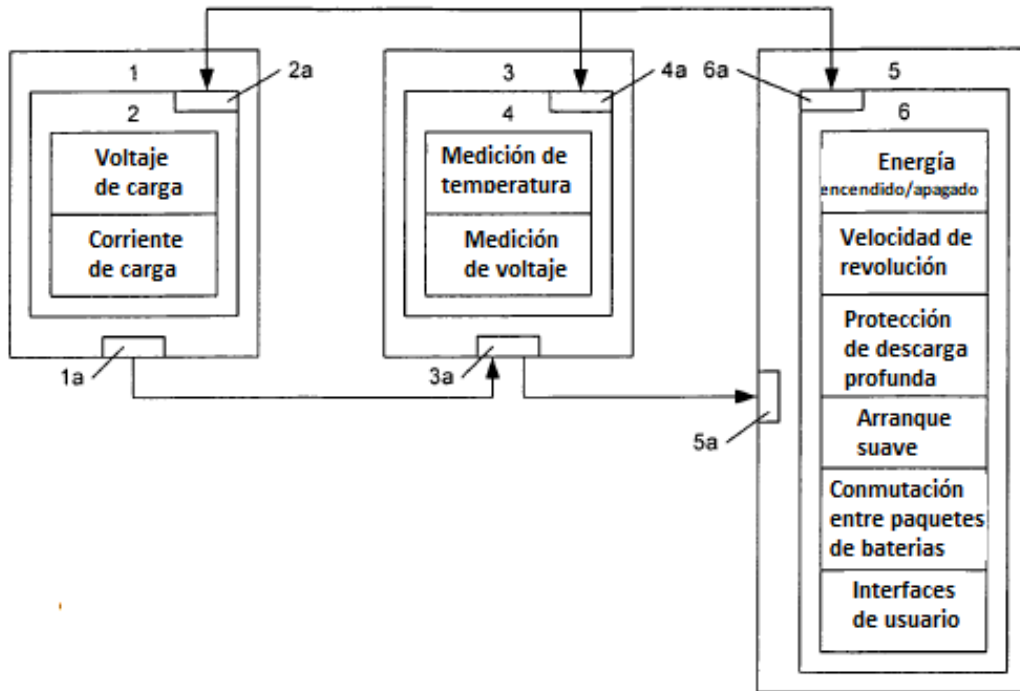 1
2a
2
Voltaje
de carga
Corriente
de carga
1a
3
4a
4
Medición de
temperatura
Medición
de voltaje
3a
6a
5
6
Energía
encendido/apagado
Velocidad de
revolución
Protección
de descarga
profunda
Arranque
suave
Conmutación
entre paquetes
de baterias
Interfaces
de usuario
5a